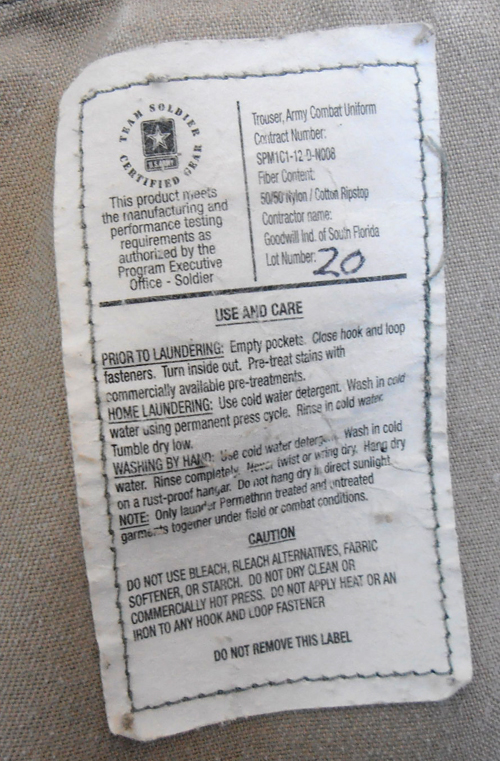 TEAM SOLDIER
CERTIFIED GEAR
U.S. ARMY
This product meets
the manufacturing and
performance testing
requirements as
authorized by the
Program Executive
Office - Soldier
Trouser, Army Combat Uniform
Contract Number:
SPM1C1-12-D-N008
Fiber Content:
50/50 Nylon / Cotton Ripstop
Contractor name:
Goodwill Ind. of South Florida
Lot Number: 20
USE AND CARE
PRIOR TO LAUNDERING: Empty pockets. Close hook and loop
fasteners. Turn inside out. Pre-treat stains with
commercially available pre-treatments.
HOME LAUNDERING: Use cold water detergent. Wash in cold
water using permanent press cycle. Rinse in cold water.
Tumble dry low.
WASHING BY HAND: Use cold water detergent. Wash in cold
water. Rinse completely. Never twist or wring dry. Hang dry
on a rust-proof hangar. Do not hang dry in direct sunlight.
NOTE: Only launder Permethrin treated and untreated
garments together under field or combat conditions.
CAUTION
DO NOT USE BLEACH, BLEACH ALTERNATIVES, FABRIC
SOFTENER, OR STARCH. DO NOT DRY CLEAN OR
COMMERCIALLY HOT PRESS. DO NOT APPLY HEAT OR AN
IRON TO ANY HOOK AND LOOP FASTENER
DO NOT REMOVE THIS LABEL